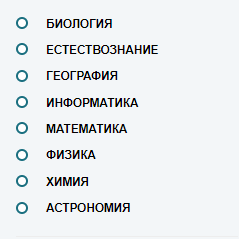 БИОЛОГИЯ
ЕСТЕСТВОЗНАНИЕ
ГЕОГРАФИЯ
ИНФОРМАТИКА
МАТЕМАТИКА
ФИЗИКА
ХИМИЯ
АСТРОНОМИЯ